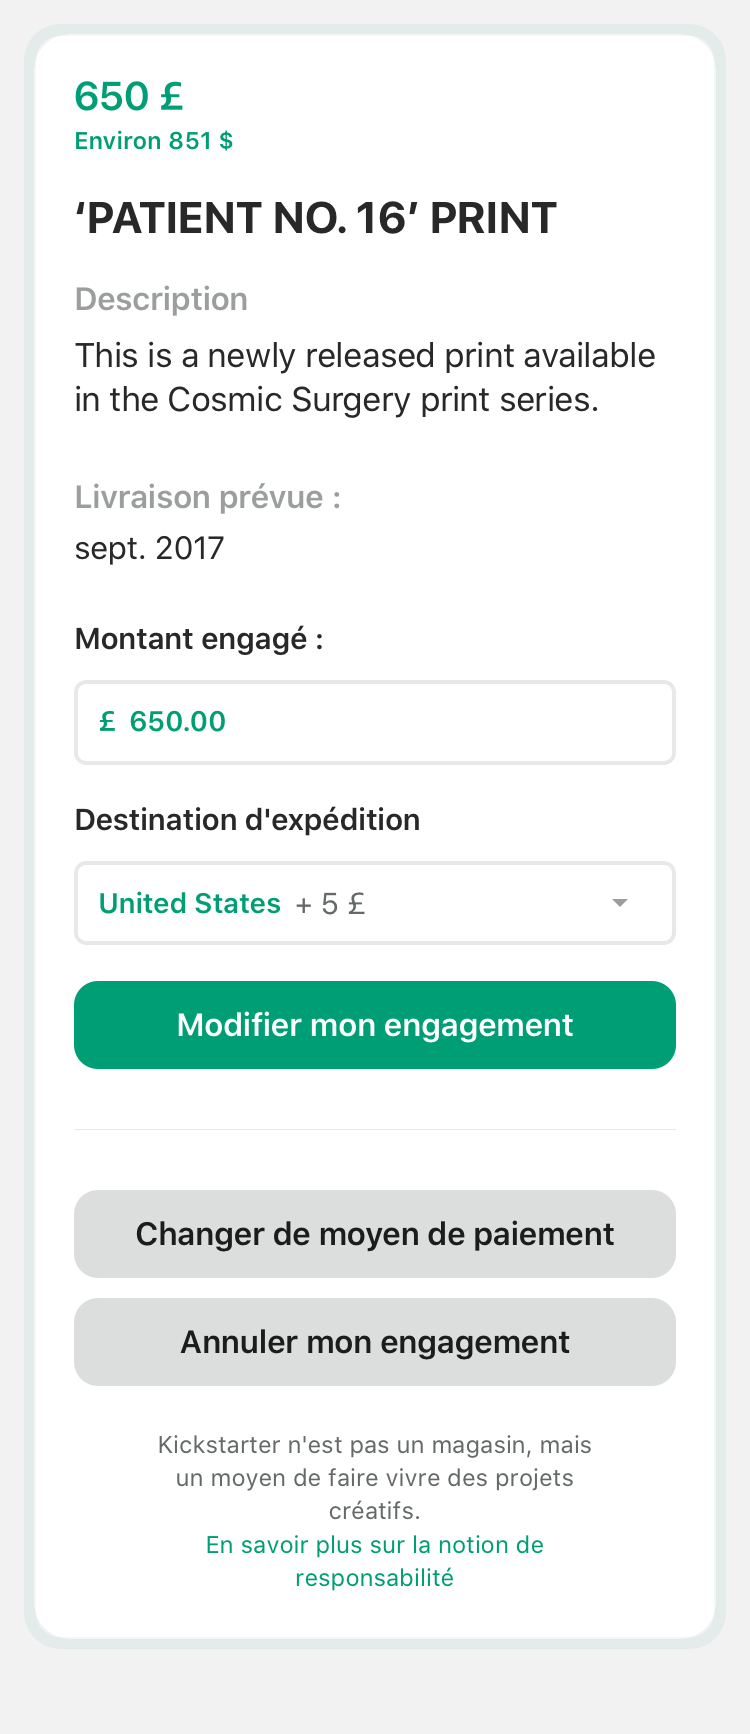 650 £
Environ 851 $
‘PATIENT NO. 16’ PRINT
Description
This is a newly released print available
in the Cosmic Surgery print series.
Livraison prévue :
sept. 2017
Montant engagé :
£ 650.00
Destination d'expédition
United States + 5 £
Modifier mon engagement
Changer de moyen de paiement
Annuler mon engagement
Kickstarter n'est pas un magasin, mais
un moyen de faire vivre des projets
créatifs.
En savoir plus sur la notion de
responsabilité